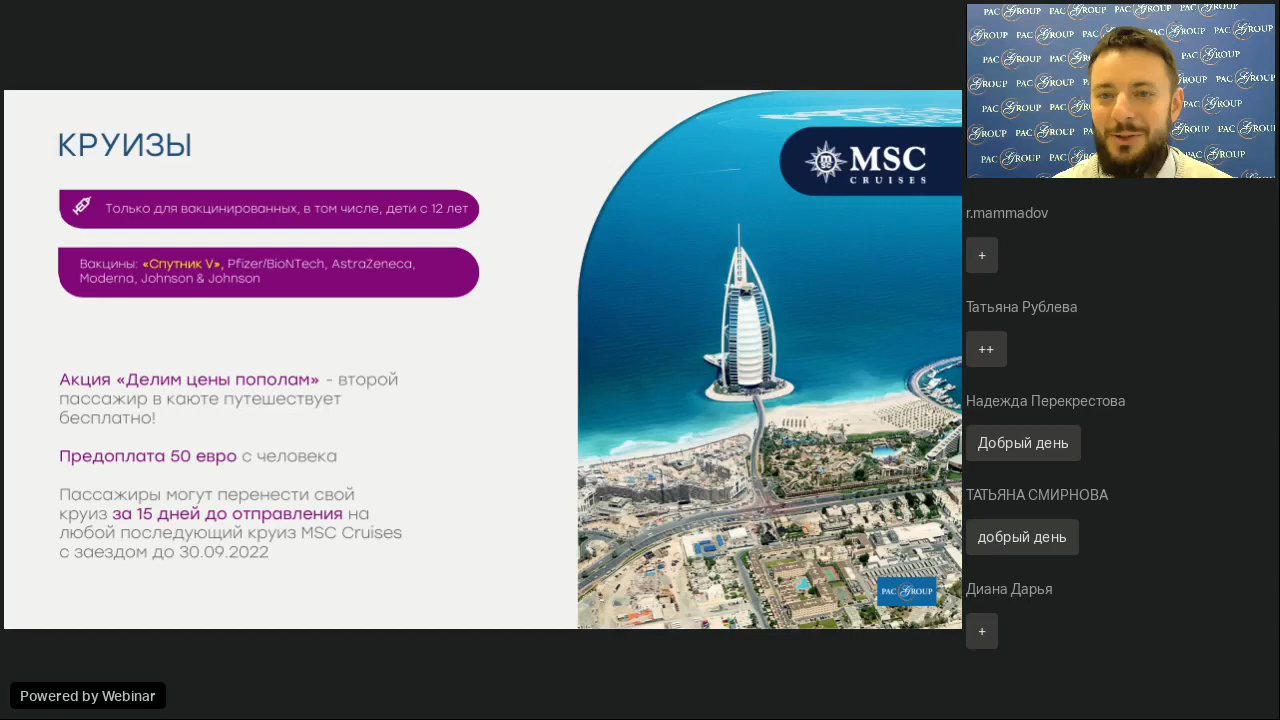 КРУИЗЫ
Только для вакцинированных, в том числе, дети с 12 лет
Вакцины: «Спутник V», Pfizer/BioNTech, AstraZeneca,
Moderna, Johnson & Johnson
Акция «Делим цены пополам» - второй
пассажир в каюте путешествует
бесплатно!
Предоплата 50 евро с человека
Пассажиры могут перенести свой
круиз за 15 дней до отправления на
любой последующий круиз MSC Cruises
с заездом до 30.09.2022
MSC
CRUISES
PAC GROUP
PAC GROUP
r.mammadov
+
Татьяна Рублева
++
Надежда Перекрестова
Добрый день
ТАТЬЯНА СМИРНОВА
добрый день
Диана Дарья
+
Powered by Webinar